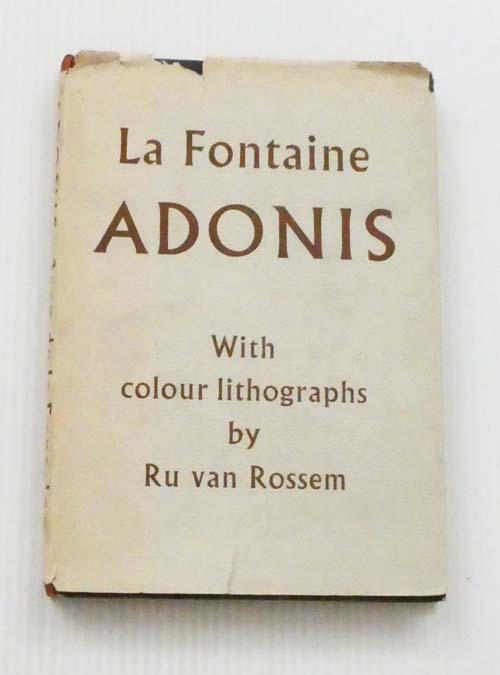 La Fontaine
ADONIS
With
colour lithographs
by
Ru van Rossem